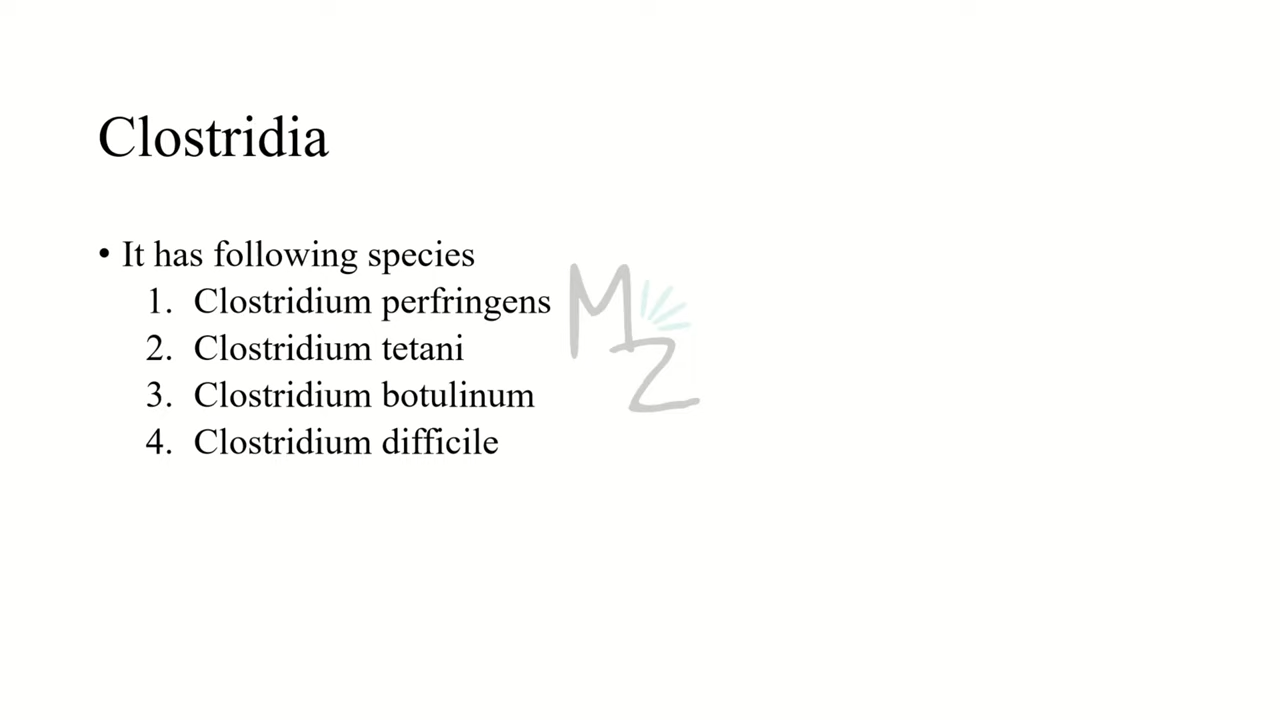 Clostridia
• It has following species
1. Clostridium perfringens
2. Clostridium tetani
3. Clostridium botulinum
4. Clostridium difficile
M
Z